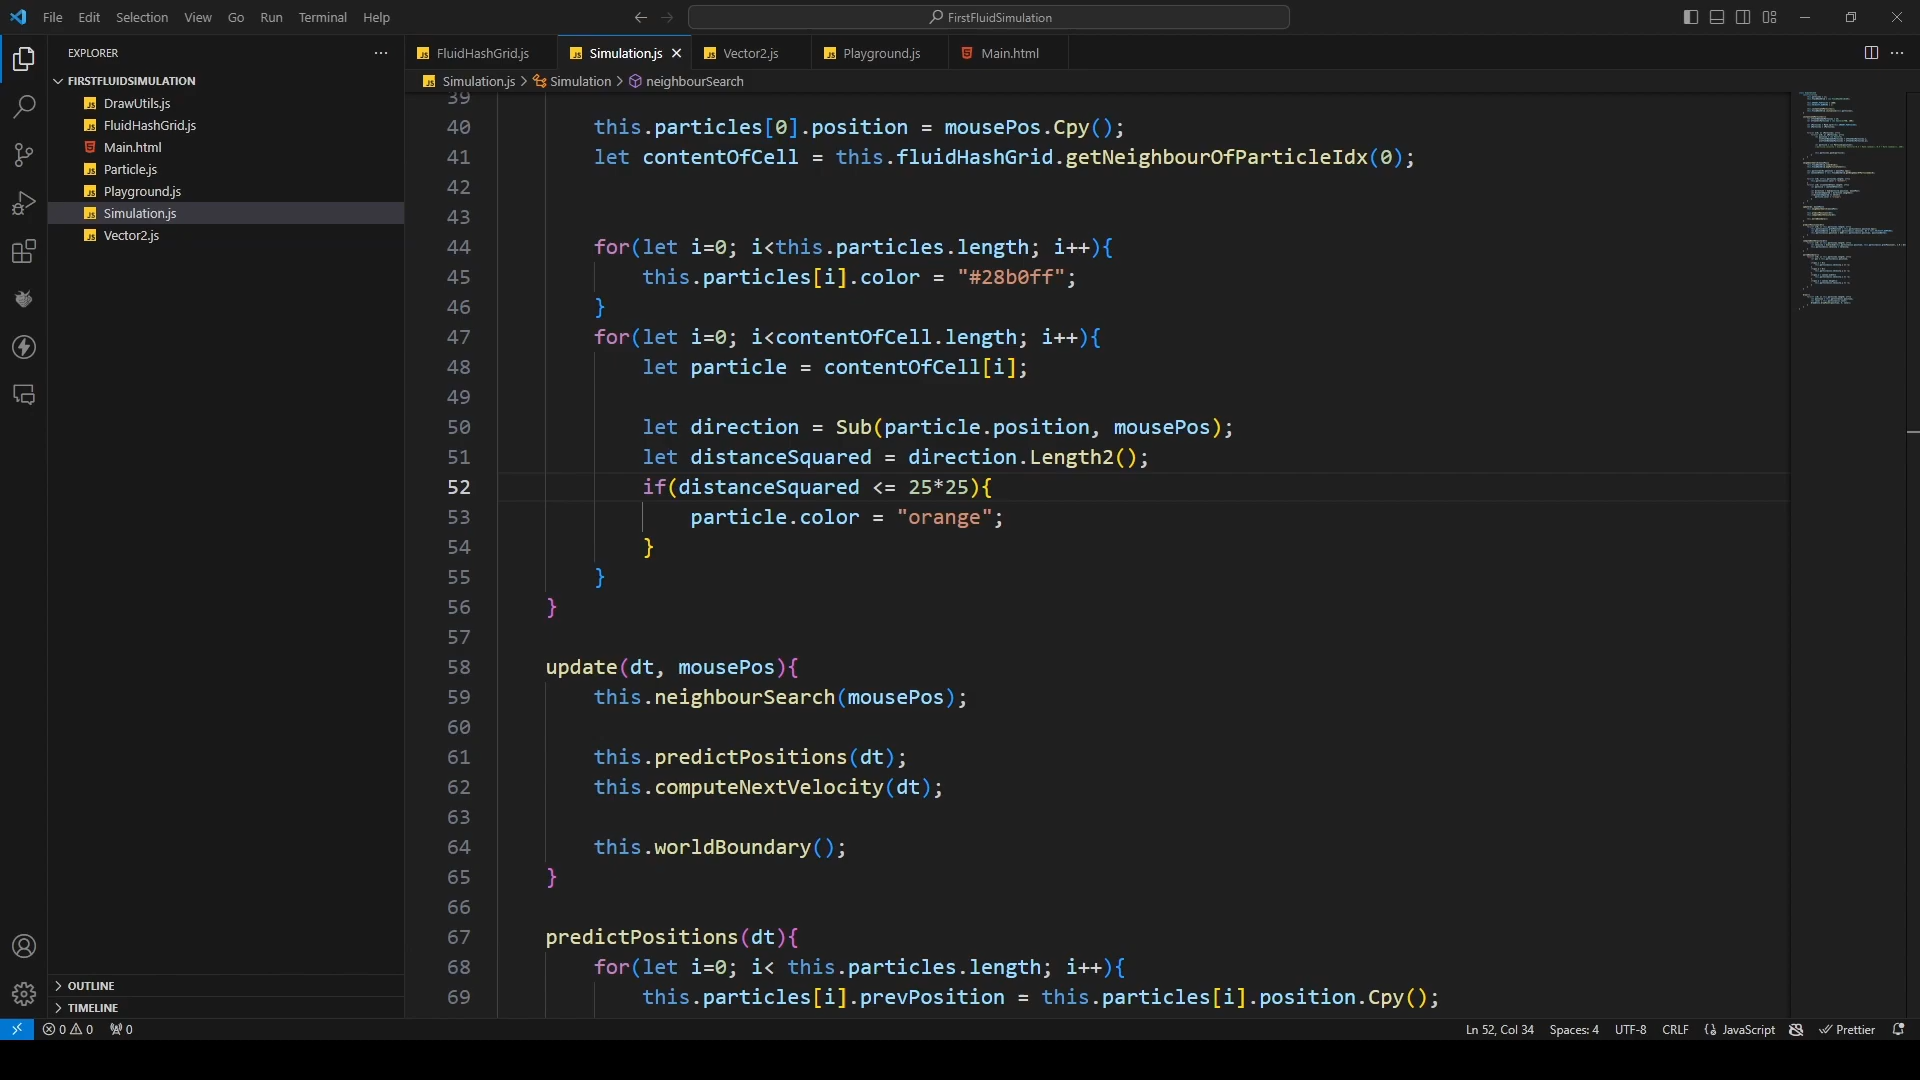 File Edit Selection View Go Run Terminal Help
FirstFluidSimulation
EXPLORER
FIRSTFLUIDSIMULATION
DrawUtils.js
FluidHashGrid.js
Main.html
Particle.js
Playground.js
Simulation.js
Vector2.js
OUTLINE
TIMELINE
FluidHashGrid.js Simulation.js Vector2.js Playground.js Main.html
Simulation.js > Simulation > neighbourSearch
39
40 this.particles[0].position = mousePos.Cpy();
41 let contentOfCell = this.fluidHashGrid.getNeighbourOfParticleIdx(0);
42
43
44 for(let i=0; i<this.particles.length; i++){
45 this.particles[i].color = "#28b0ff";
46 }
47 for(let i=0; i<contentOfCell.length; i++){
48 let particle = contentOfCell[i];
49
50 let direction = Sub(particle.position, mousePos);
51 let distanceSquared = direction.Length2();
52 if(distanceSquared <= 25*25){
53 particle.color = "orange";
54 }
55 }
56 }
57
58 update(dt, mousePos){
59 this.neighbourSearch(mousePos);
60
61 this.predictPositions(dt);
62 this.computeNextVelocity(dt);
63
64 this.worldBoundary();
65 }
66
67 predictPositions(dt){
68 for(let i=0; i< this.particles.length; i++){
69 this.particles[i].prevPosition = this.particles[i].position.Cpy();
0 0 0 Ln 52, Col 34 Spaces: 4 UTF-8 CRLF JavaScript Prettier